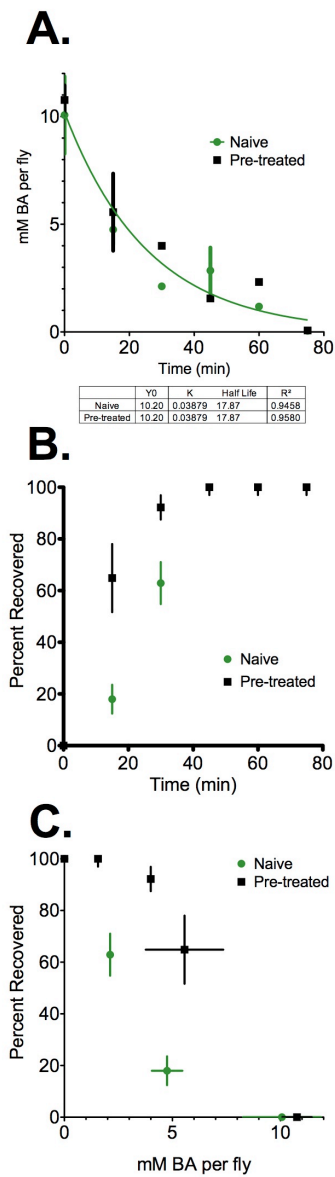 A.
10
5
0
mM BA per fly
Naive
Pre-treated
0 20 40 60 80
Time (min)
Y0 K Half Life R²
Naive 10.20 0.03879 17.87 0.9458
Pre-treated 10.20 0.03879 17.87 0.9580
B.
100
80
60
40
20
0
Percent Recovered
Naive
Pre-treated
0 20 40 60 80
Time (min)
C.
100
80
60
40
20
0
Percent Recovered
Naive
Pre-treated
0 5 10
mM BA per fly